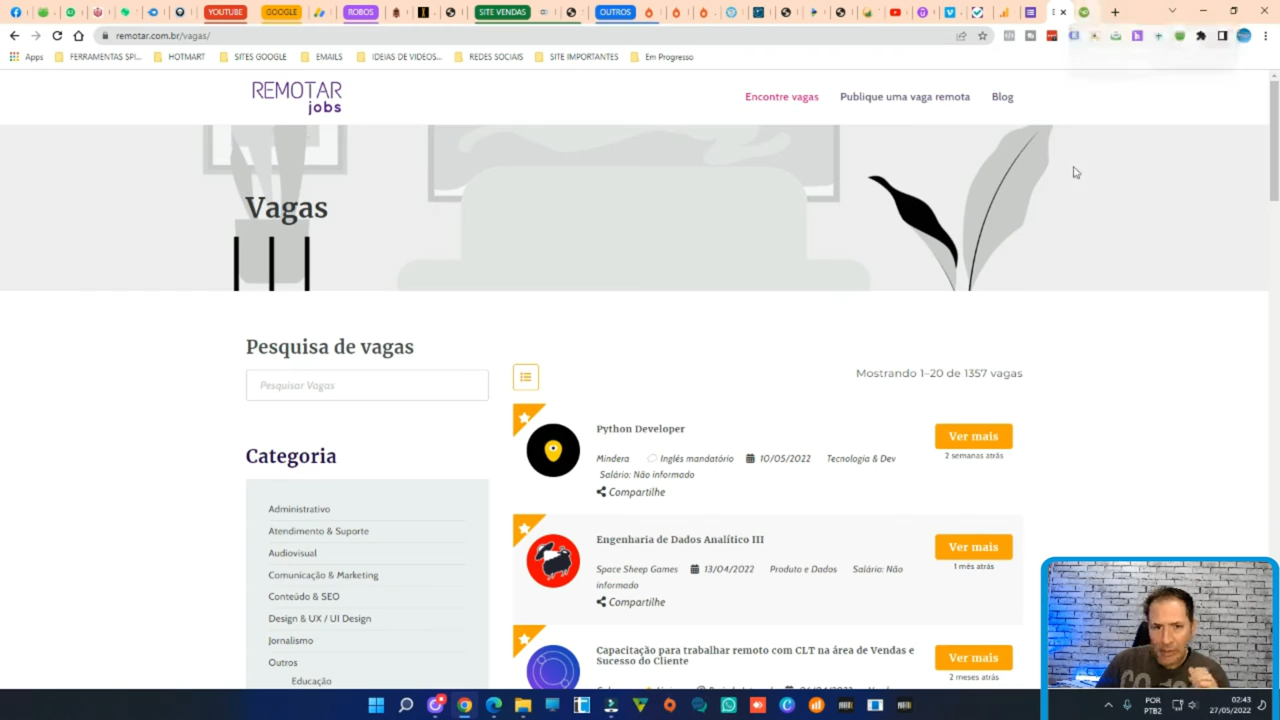 YOUTUBE GOOGLE ROBOS SITE VENDAS OUTROS
remotar.com.br/vagas/
Apps FERRAMENTAS SPI... HOTMART SITES GOOGLE EMAILS IDEIAS DE VIDEOS... REDES SOCIAIS SITE IMPORTANTES Em Progresso
REMOTAR
jobs
Encontre vagas Publique uma vaga remota Blog
Vagas
Pesquisa de vagas
Pesquisar Vagas
Mostrando 1–20 de 1357 vagas
Categoria
Administrativo
Atendimento & Suporte
Audiovisual
Comunicação & Marketing
Conteúdo & SEO
Design & UX / UI Design
Jornalismo
Outros
Educação
Python Developer
Mindera Inglês mandatório 10/05/2022 Tecnologia & Dev
Salário: Não informado
Compartilhe
Ver mais
2 semanas atrás
Engenharia de Dados Analítico III
Space Sheep Games 13/04/2022 Produto e Dados Salário: Não
informado
Compartilhe
Ver mais
1 mês atrás
Capacitação para trabalhar remoto com CLT na área de Vendas e
Sucesso do Cliente
Ver mais
2 meses atrás
POR
PTB2
02:43
27/05/2022